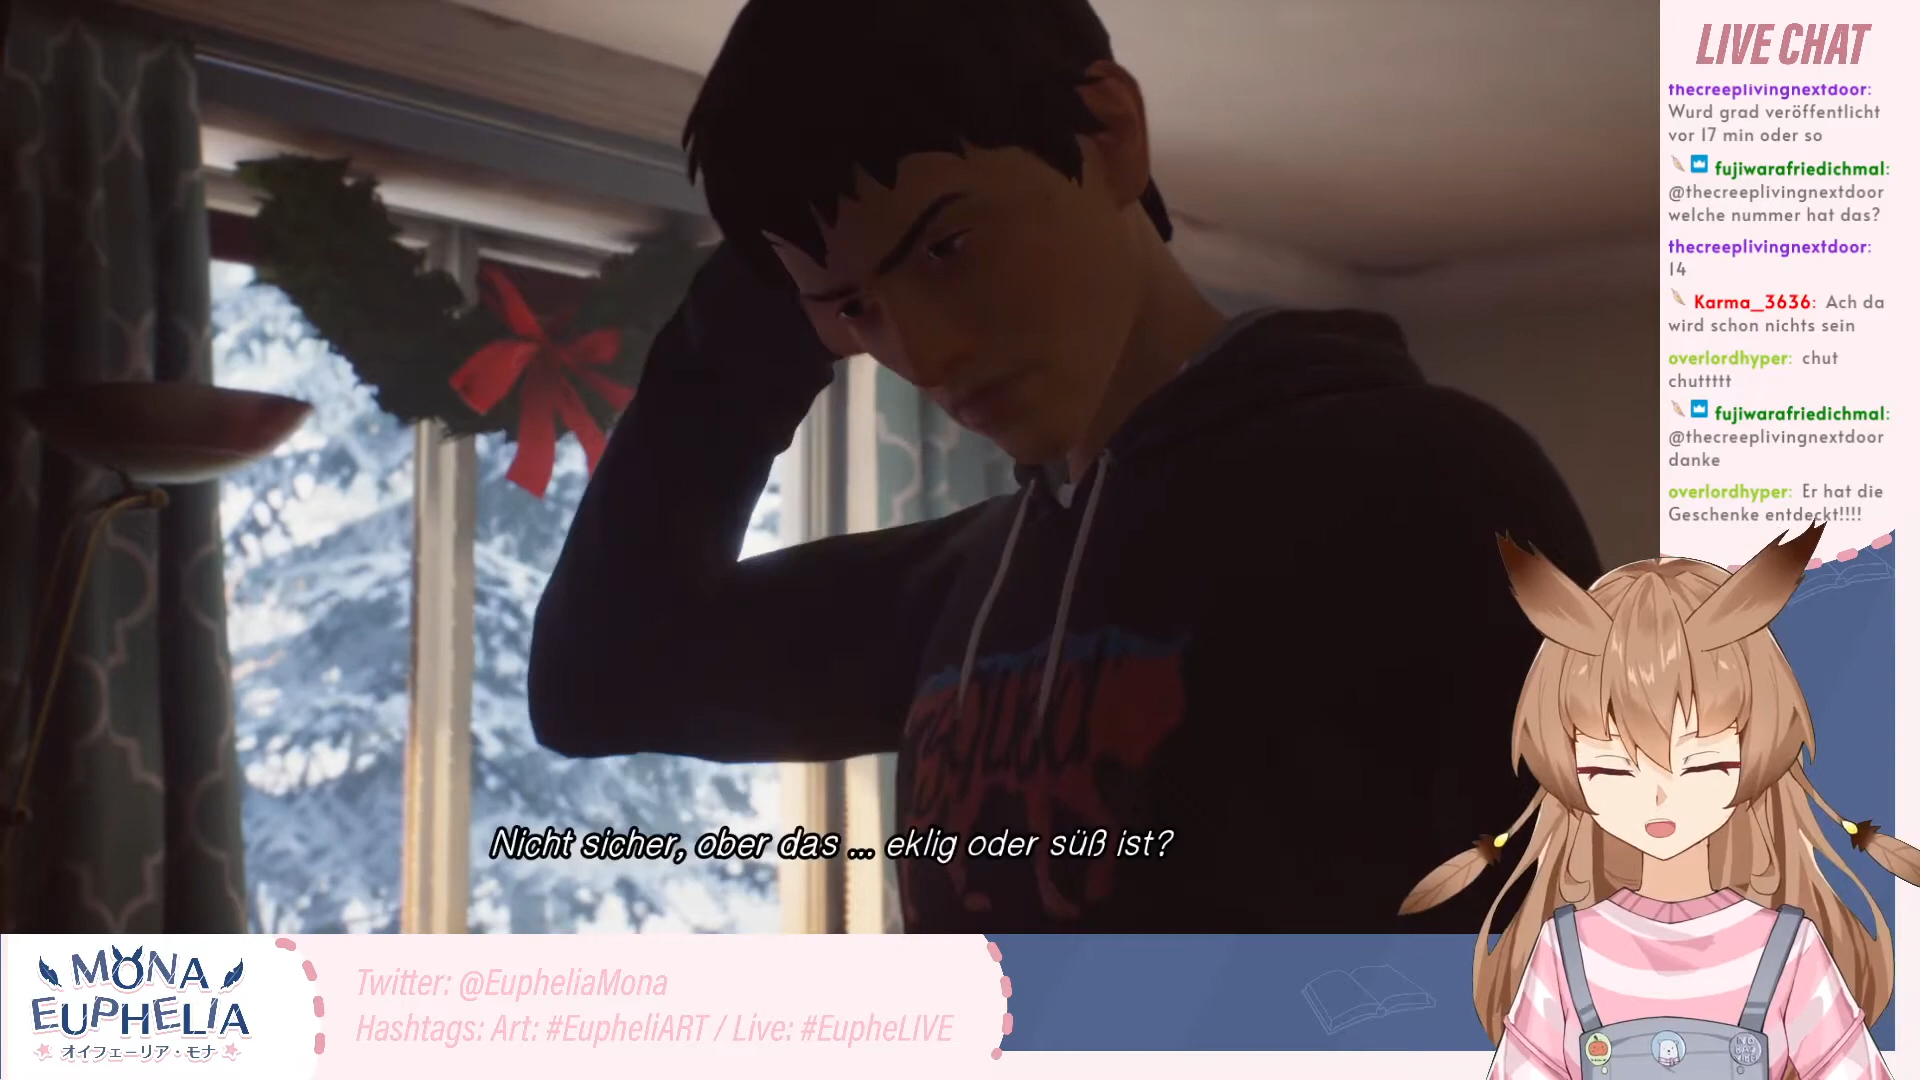 LIVE CHAT
thecreeplivingnextdoor:
Wurd grad veröffentlicht
vor 17 min oder so
fujiwarafriedichmal:
@thecreeplivingnextdoor
welche nummer hat das?
thecreeplivingnextdoor:
14
Karma_3636: Ach da
wird schon nichts sein
overlordhyper: chut
chuttttt
fujiwarafriedichmal:
@thecreeplivingnextdoor
danke
overlordhyper: Er hat die
Geschenke entdeckt!!!!
Nicht sicher, ober das ... eklig oder süß ist?
MONA
EUPHELIA
オイフェーリア・モナ
Twitter: @EupheliaMona
Hashtags: Art: #EupheliART / Live: #EupheLIVE